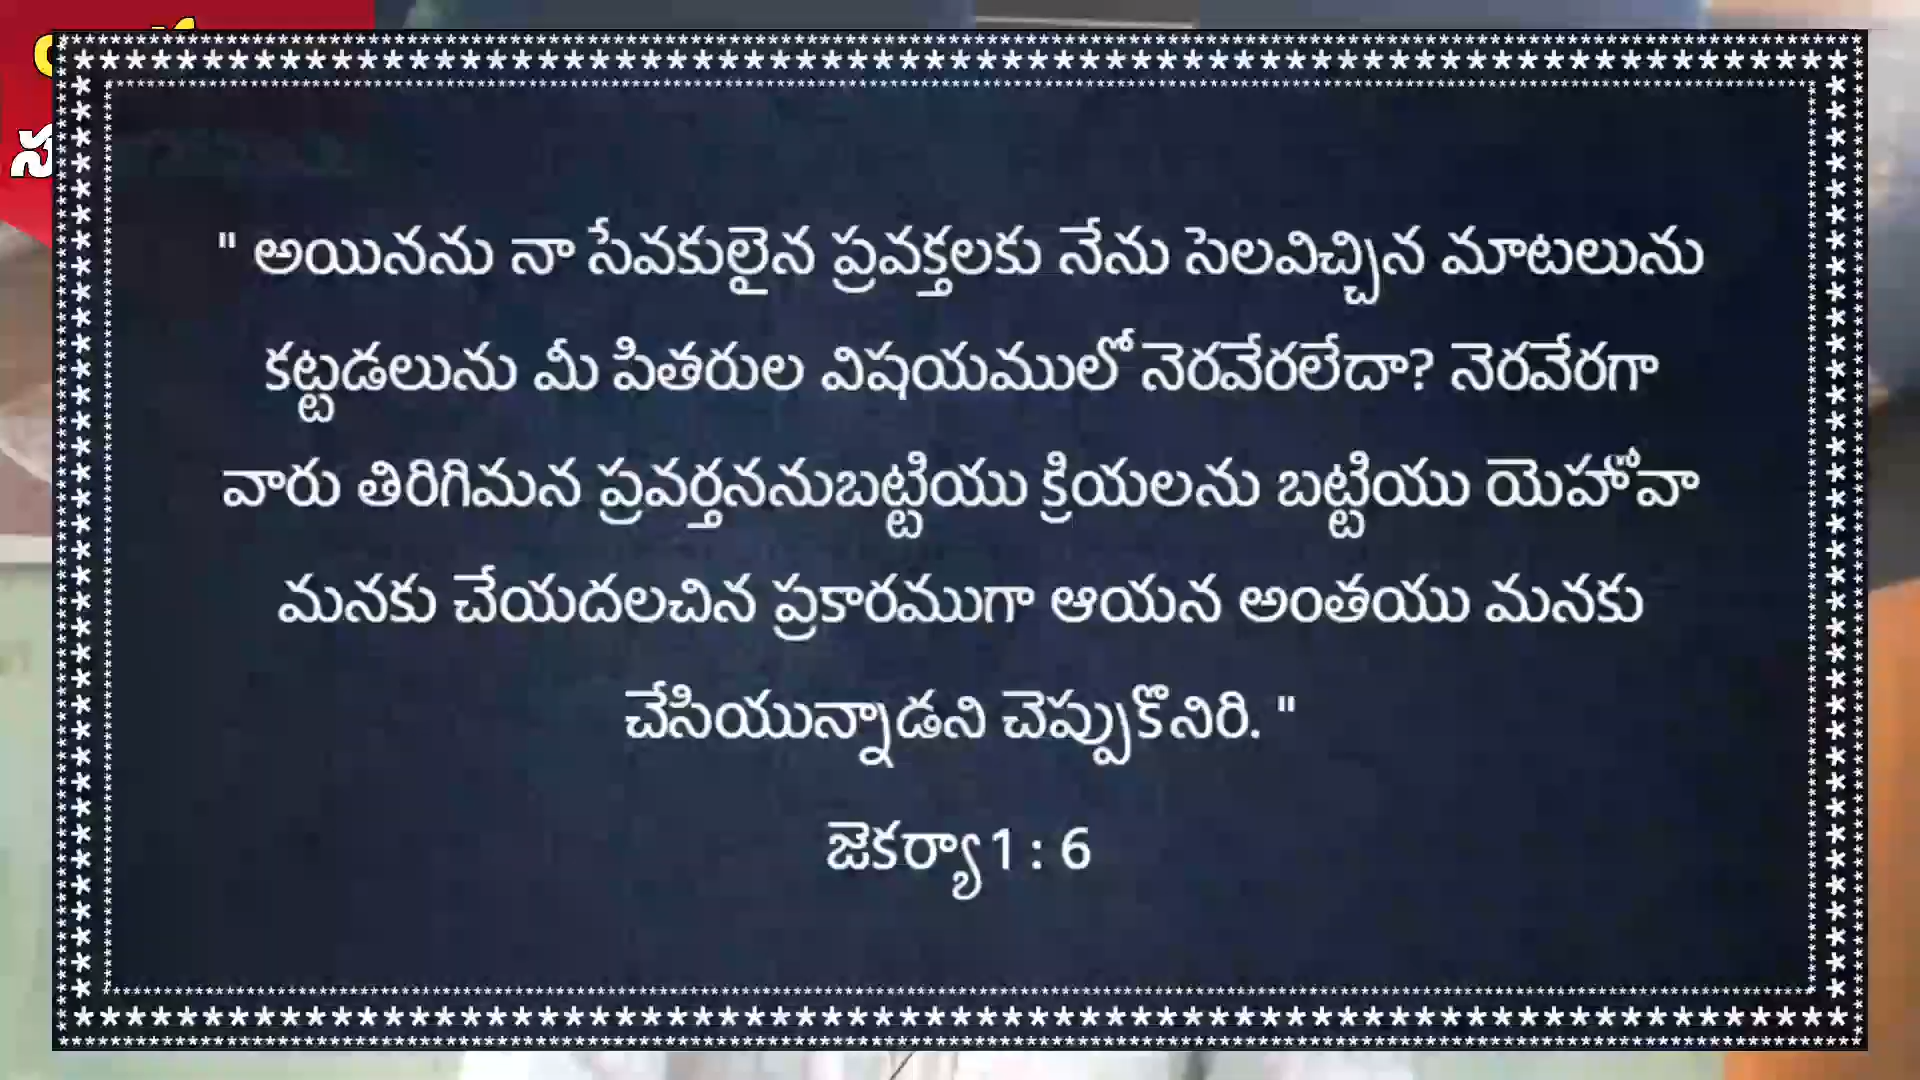 " అయినను నా సేవకులైన ప్రవక్తలకు నేను సెలవిచ్చిన మాటలును
కట్టడలును మీ పితరుల విషయములో నెరవేరలేదా? నెరవేరగా
వారు తిరిగిమన ప్రవర్తననుబట్టియు క్రియలను బట్టియు యెహోవా
మనకు చేయదలచిన ప్రకారముగా ఆయన అంతయు మనకు
చేసియున్నాడని చెప్పుకొనిరి. "
జెకర్యా 1 : 6